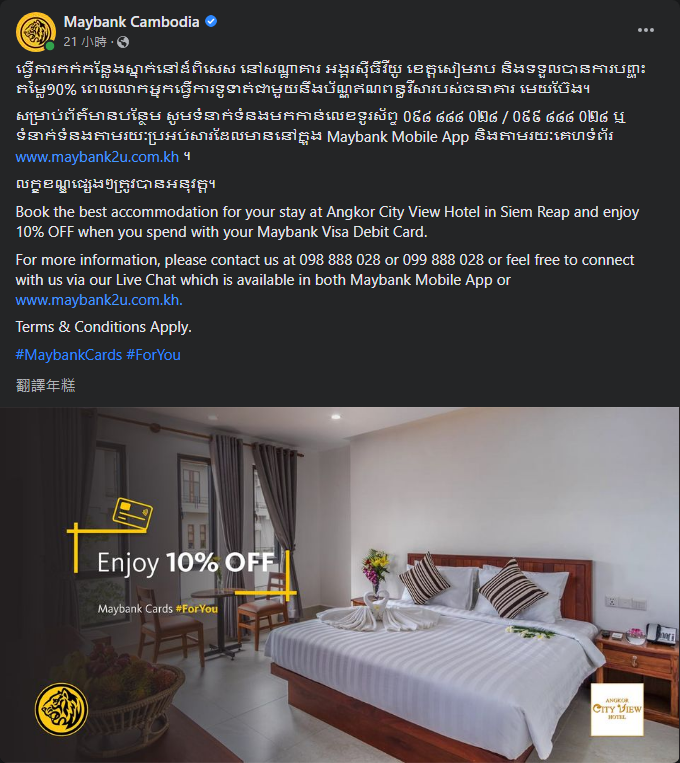 Maybank Cambodia
21 小時 ·
ធ្វើការកក់កន្លែងស្នាក់នៅដ៏ពិសេស នៅសណ្ឋាគារ អង្គរស៊ីធីវីយូ ខេត្តសៀមរាប និងទទួលបានការបញ្ចុះ
តម្លៃ១0% ពេលលោកអ្នកធ្វើការទូទាត់ជាមួយនឹងប័ណ្ណឥណពន្ធវីសារបស់ធនាគារ មេយប៊ែង។
សម្រាប់ព័ត៌មានបន្ថែម សូមទំនាក់ទំនងមកកាន់លេខទូរស័ព្ទ ០៩៨ ៨៨៨ ០២៨ / ០៩៩ ៨៨៨ ០២៨ ឬ
ទំនាក់ទំនងតាមរយៈប្រអប់សារដែលមាននៅក្នុង Maybank Mobile App និងតាមរយៈគេហទំព័រ
www.maybank2u.com.kh ។
លក្ខខណ្ឌផ្សេងៗត្រូវបានអនុវត្ត។
Book the best accommodation for your stay at Angkor City View Hotel in Siem Reap and enjoy
10% OFF when you spend with your Maybank Visa Debit Card.
For more information, please contact us at 098 888 028 or 099 888 028 or feel free to connect
with us via our Live Chat which is available in both Maybank Mobile App or
www.maybank2u.com.kh.
Terms & Conditions Apply.
#MaybankCards #ForYou
翻譯年糕
Enjoy 10% OFF
Maybank Cards #ForYou
ANGKOR
CITY VIEW
HOTEL